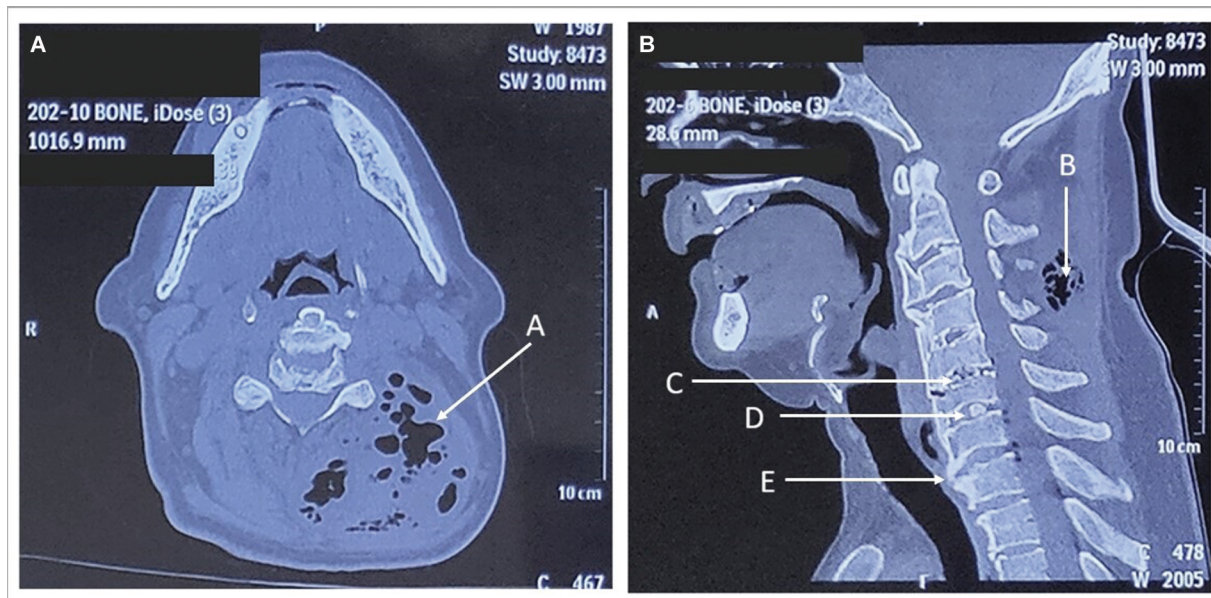 A
W 1987
Study: 8473
SW 3.00 mm
202-10 BONE, iDose (3)
1016.9 mm
R
A
10 cm
C 467
B
Study: 8473
SW 3.00 mm
202-6 BONE, iDose (3)
28.6 mm
B
A
C
D
E
10 cm
C 478
W 2005